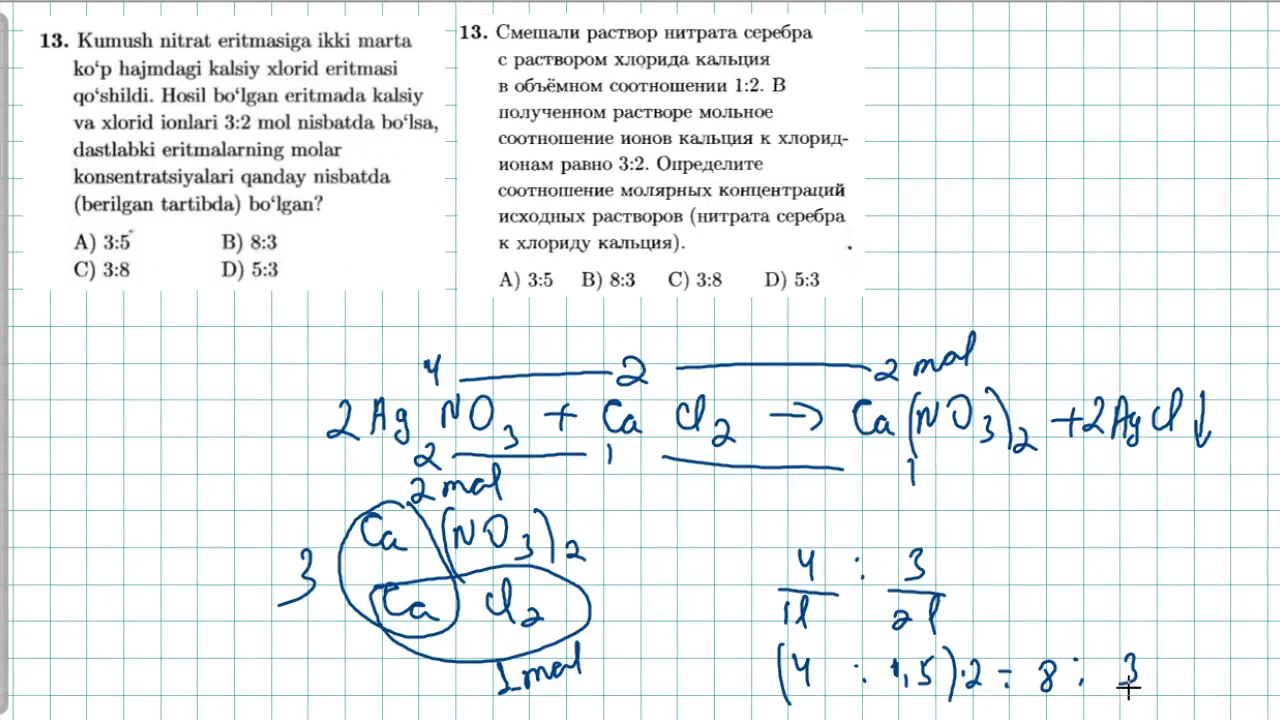 13. Kumush nitrat eritmasiga ikki marta
ko‘p hajmdagi kalsiy xlorid eritmasi
qo‘shildi. Hosil bo‘lgan eritmada kalsiy
va xlorid ionlari 3:2 mol nisbatda bo‘lsa,
dastlabki eritmalarning molar
konsentratsiyalari qanday nisbatda
(berilgan tartibda) bo‘lgan?
A) 3:5 B) 8:3
C) 3:8 D) 5:3
13. Смешали раствор нитрата серебра
с раствором хлорида кальция
в объёмном соотношении 1:2. В
полученном растворе мольное
соотношение ионов кальция к хлорид-
ионам равно 3:2. Определите
соотношение молярных концентраций
исходных растворов (нитрата серебра
к хлориду кальция).
A) 3:5 B) 8:3 C) 3:8 D) 5:3
4 2 2 mol
2AgNO3 + CaCl2 → Ca(NO3)2 + 2AgCl↓
2 1 1
2 mol
Ca(NO3)2
3
CaCl2
1 mol
4 : 3
1l 2l
(4 : 1,5)·2 = 8 : 3